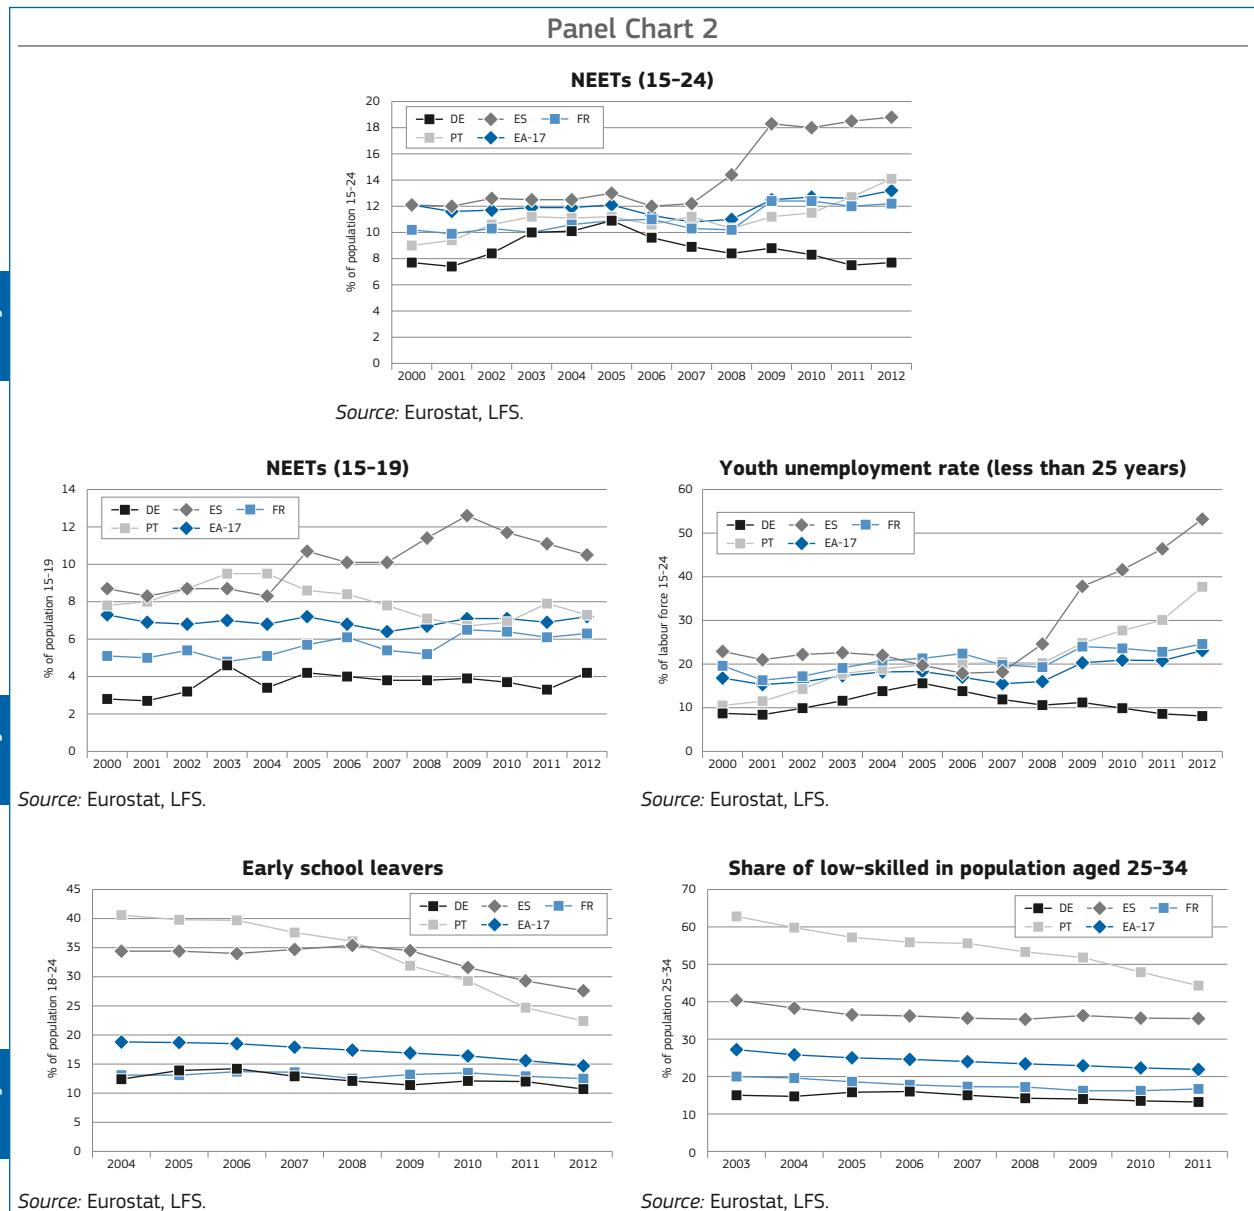 Panel Chart 2
NEETs (15-24)
% of population 15-24
20
18
16
14
12
10
8
6
4
2
0
DE ES FR
PT EA-17
2000 2001 2002 2003 2004 2005 2006 2007 2008 2009 2010 2011 2012
Source: Eurostat, LFS.
NEETs (15-19)
% of population 15-19
14
12
10
8
6
4
2
0
DE ES FR
PT EA-17
2000 2001 2002 2003 2004 2005 2006 2007 2008 2009 2010 2011 2012
Source: Eurostat, LFS.
Youth unemployment rate (less than 25 years)
% of labour force 15-24
60
50
40
30
20
10
0
DE ES FR
PT EA-17
2000 2001 2002 2003 2004 2005 2006 2007 2008 2009 2010 2011 2012
Source: Eurostat, LFS.
Early school leavers
% of population 18-24
45
40
35
30
25
20
15
10
5
0
DE ES FR
PT EA-17
2004 2005 2006 2007 2008 2009 2010 2011 2012
Source: Eurostat, LFS.
Share of low-skilled in population aged 25-34
% of population 25-34
70
60
50
40
30
20
10
0
DE ES FR
PT EA-17
2003 2004 2005 2006 2007 2008 2009 2010 2011
Source: Eurostat, LFS.